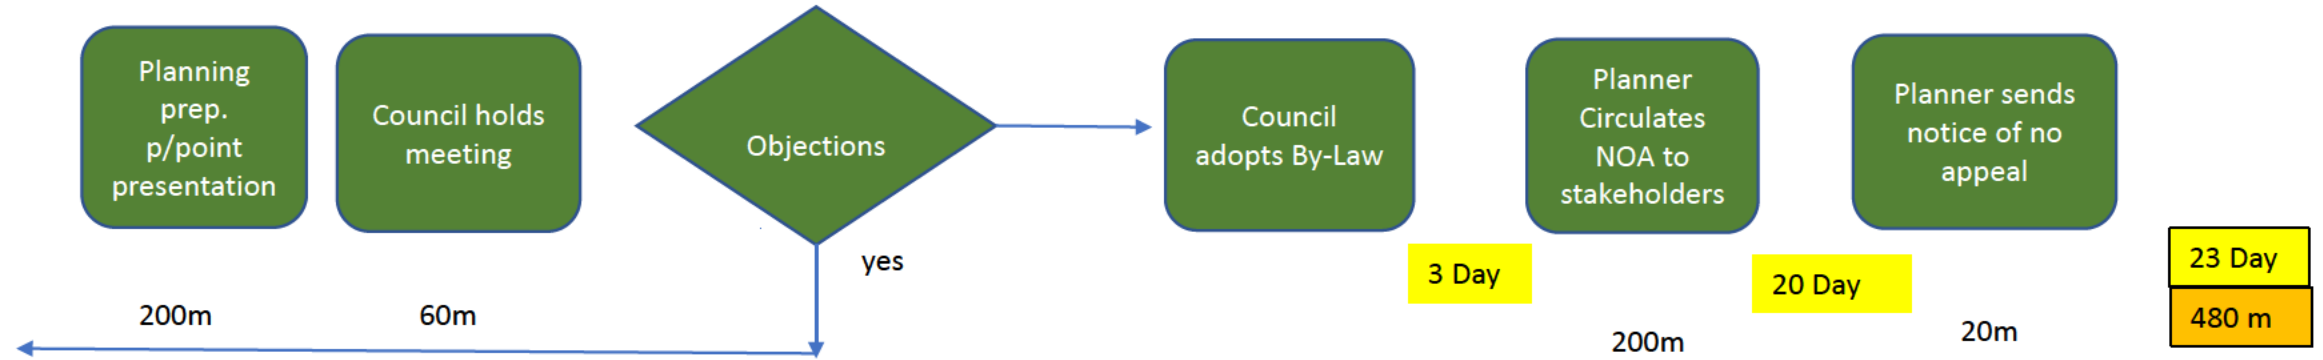 Planning
prep.
p/point
presentation
Council holds
meeting
Objections
Council
adopts By-Law
Planner
Circulates
NOA to
stakeholders
Planner sends
notice of no
appeal
yes
3 Day
20 Day
23 Day
480 m
200m
60m
200m
20m